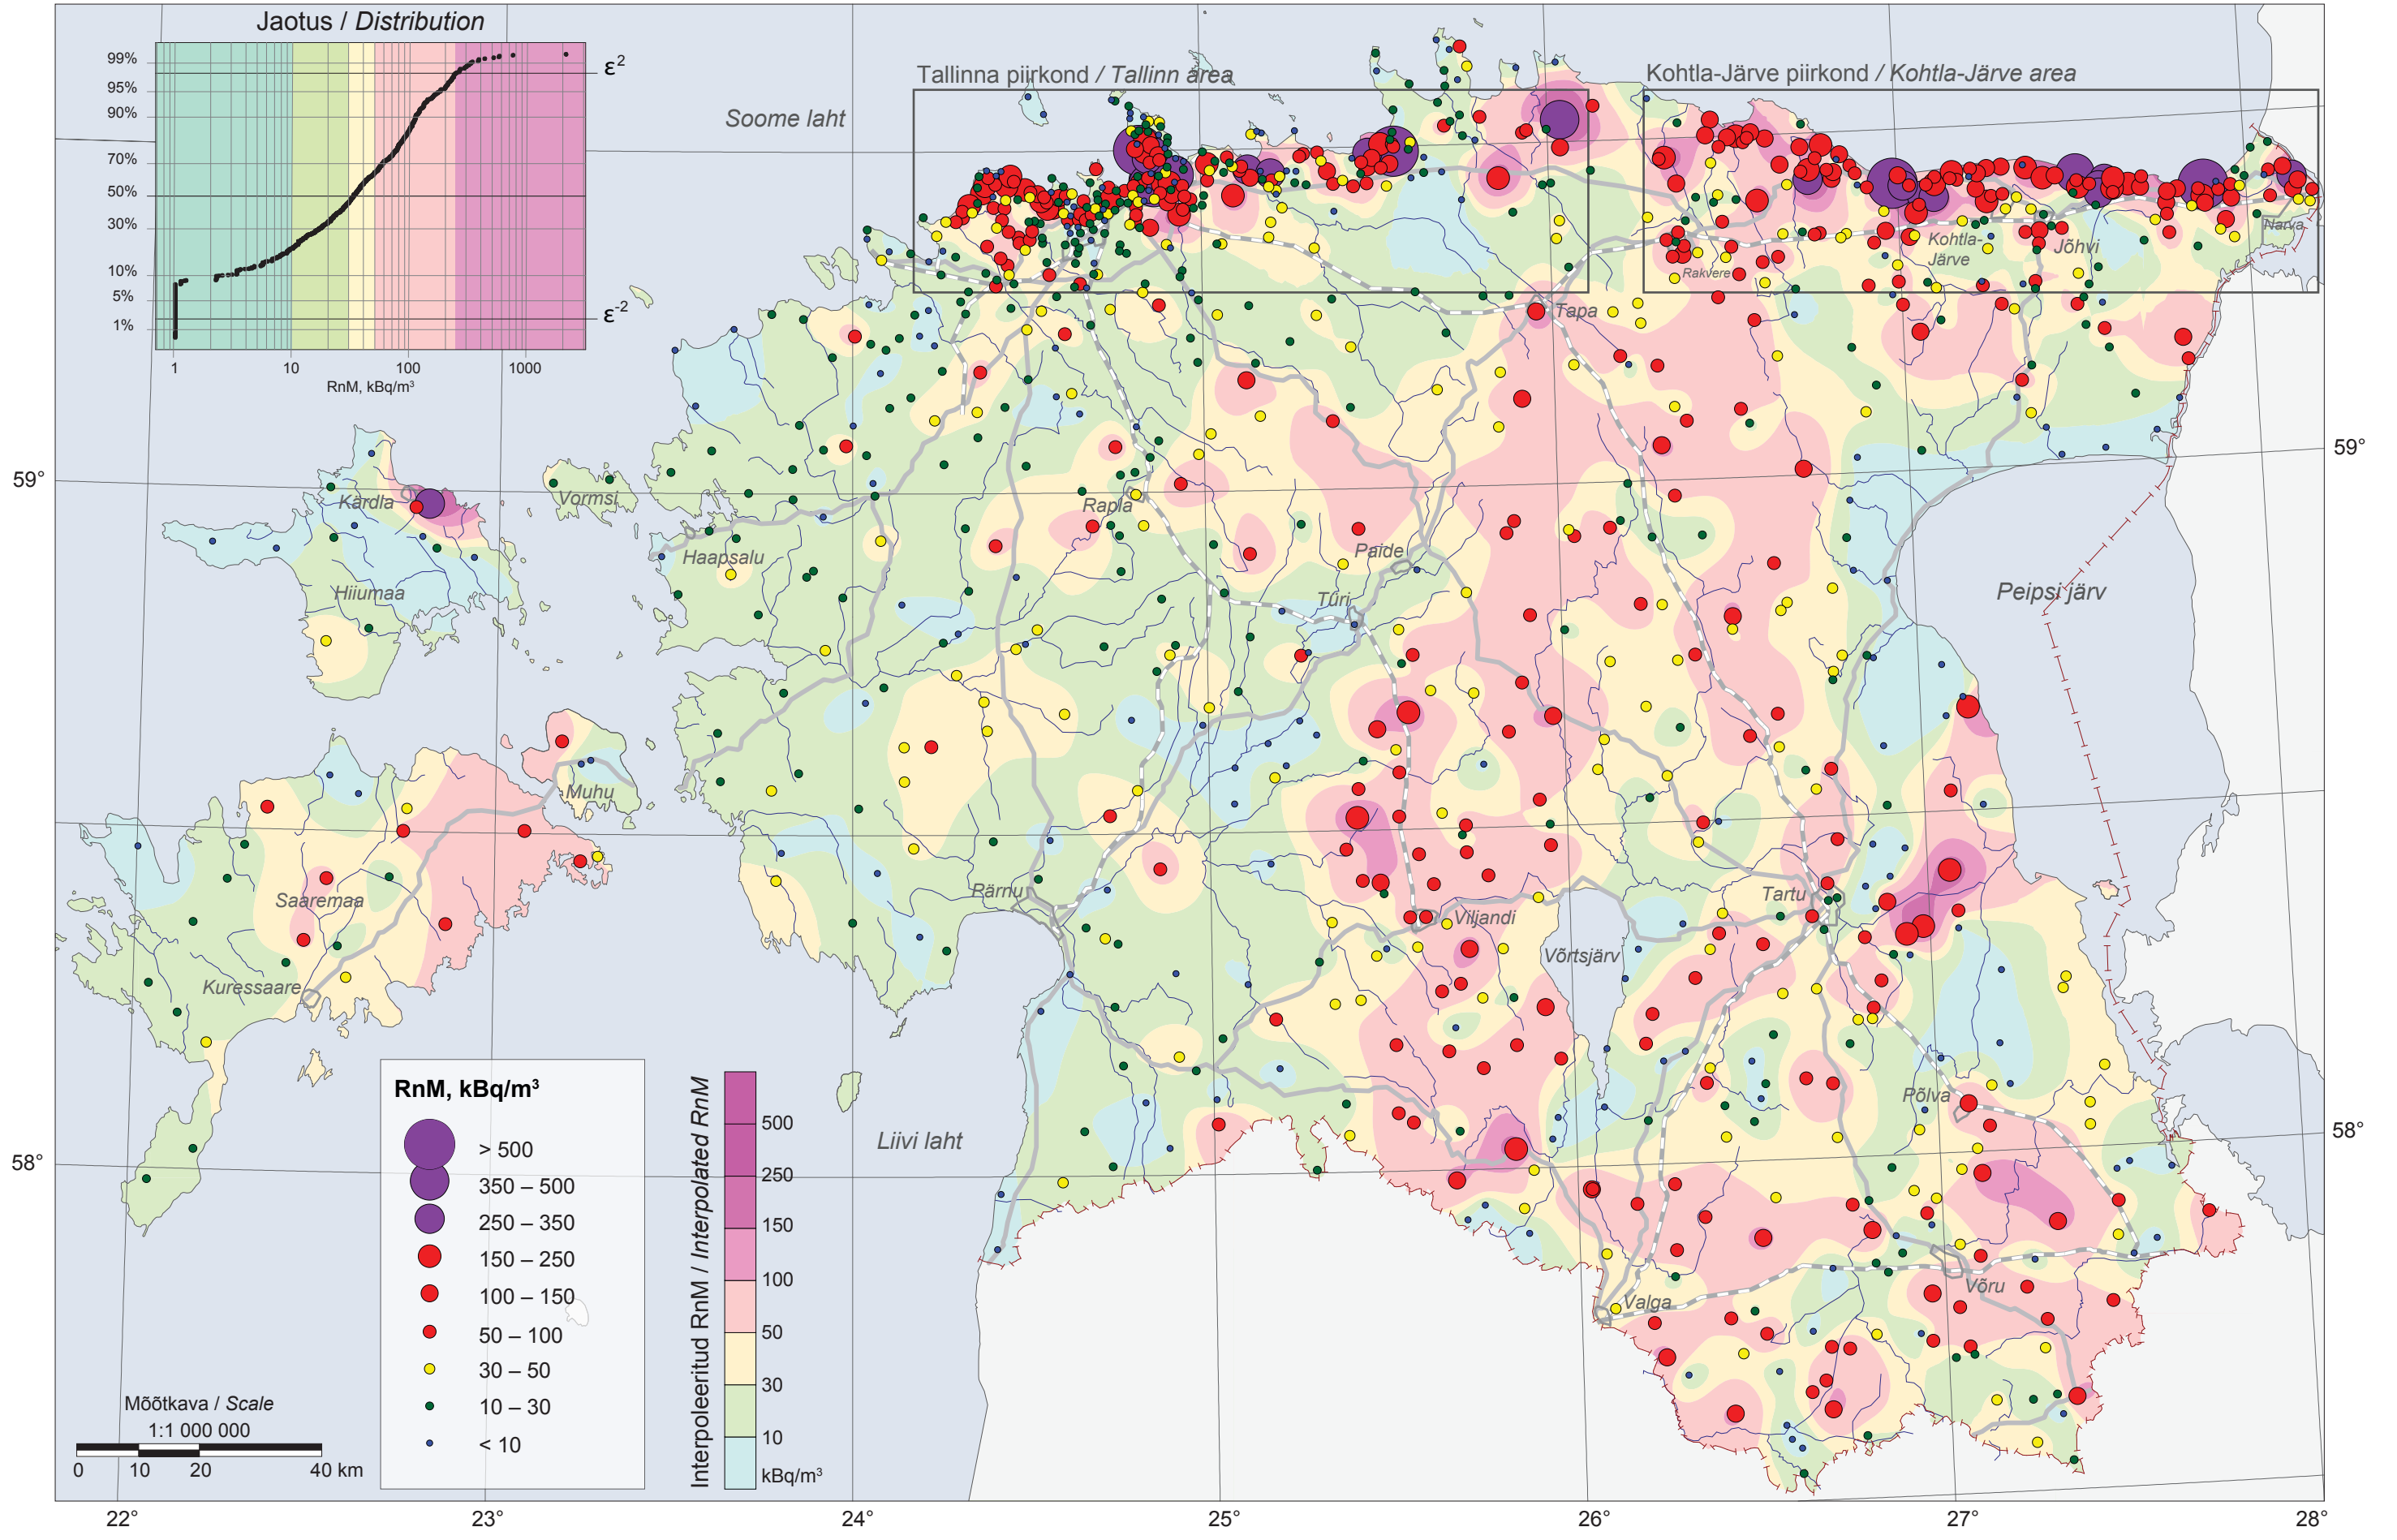 Jaotus / Distribution
99%
95%
90%
70%
50%
30%
10%
5%
1%
ε²
ε⁻²
1
10
100
1000
RnM, kBq/m³
Soome laht
Tallinna piirkond / Tallinn area
Kohtla-Järve piirkond / Kohtla-Järve area
Narva
Kohtla-
Järve
Jõhvi
Rakvere
Tapa
59°
59°
Kärdla
Vormsi
Rapla
Haapsalu
Paide
Hiiumaa
Türi
Peipsi järv
Muhu
Saaremaa
Pärnu
Viljandi
Tartu
Võrtsjärv
Kuressaare
Põlva
58°
58°
Liivi laht
Valga
Võru
RnM, kBq/m³
> 500
350 – 500
250 – 350
150 – 250
100 – 150
50 – 100
30 – 50
10 – 30
< 10
Interpoleeritud RnM / Interpolated RnM
500
250
150
100
50
30
10
kBq/m³
Mõõtkava / Scale
1:1 000 000
0 10 20 40 km
22° 23° 24° 25° 26° 27° 28°